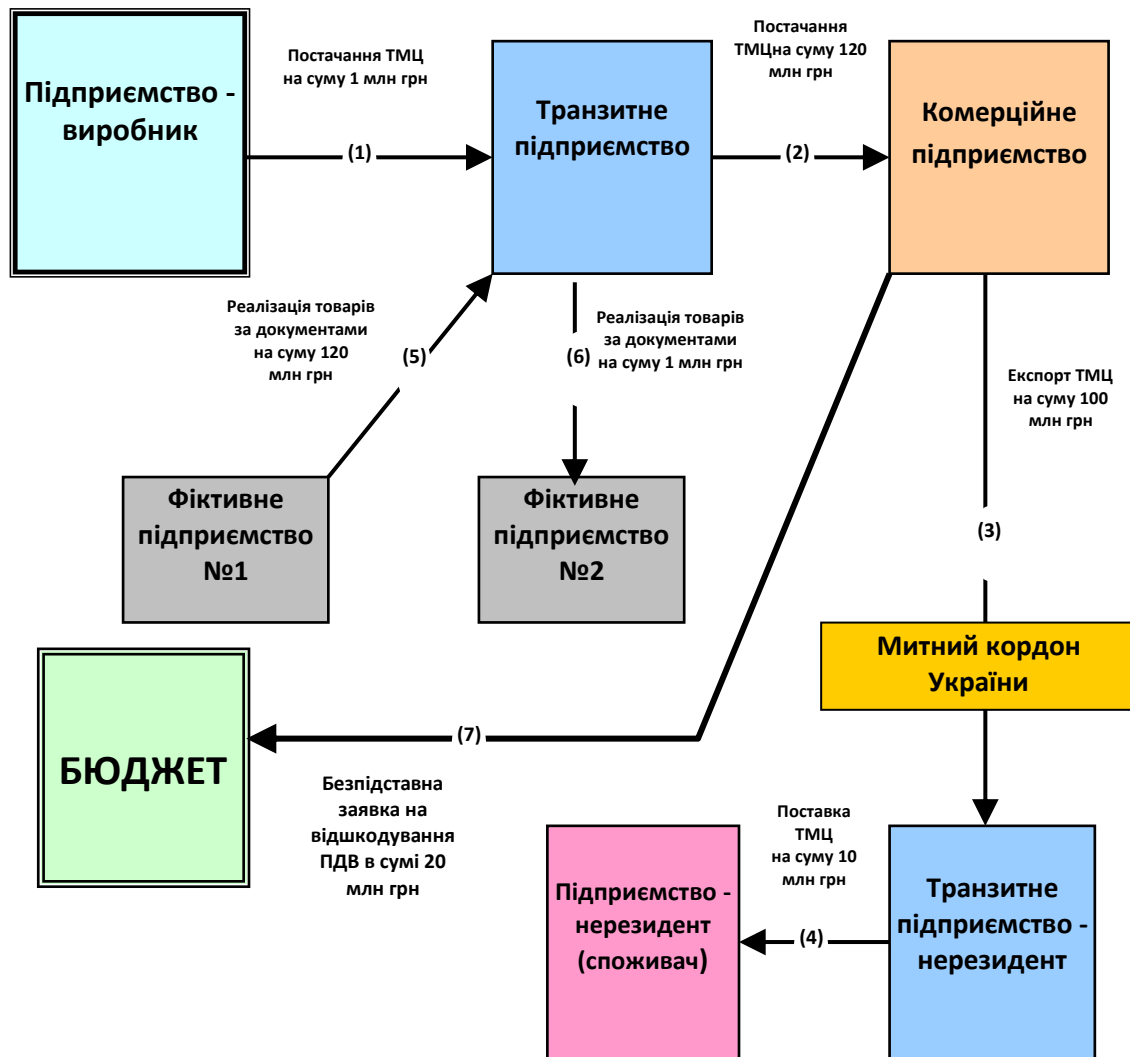 Підприємство -
виробник
Постачання ТМЦ
на суму 1 млн грн
(1)
Транзитне
підприємство
Постачання
ТМЦна суму 120
млн грн
(2)
Комерційне
підприємство
Реалізація товарів
за документами
на суму 120
млн грн
(5)
(6)
Реалізація товарів
за документами
на суму 1 млн грн
Експорт ТМЦ
на суму 100
млн грн
(3)
Фіктивне
підприємство
№1
Фіктивне
підприємство
№2
Митний кордон
України
БЮДЖЕТ
(7)
Безпідставна
заявка на
відшкодування
ПДВ в сумі 20
млн грн
Підприємство -
нерезидент
(споживач)
Поставка
ТМЦ
на суму 10
млн грн
(4)
Транзитне
підприємство -
нерезидент